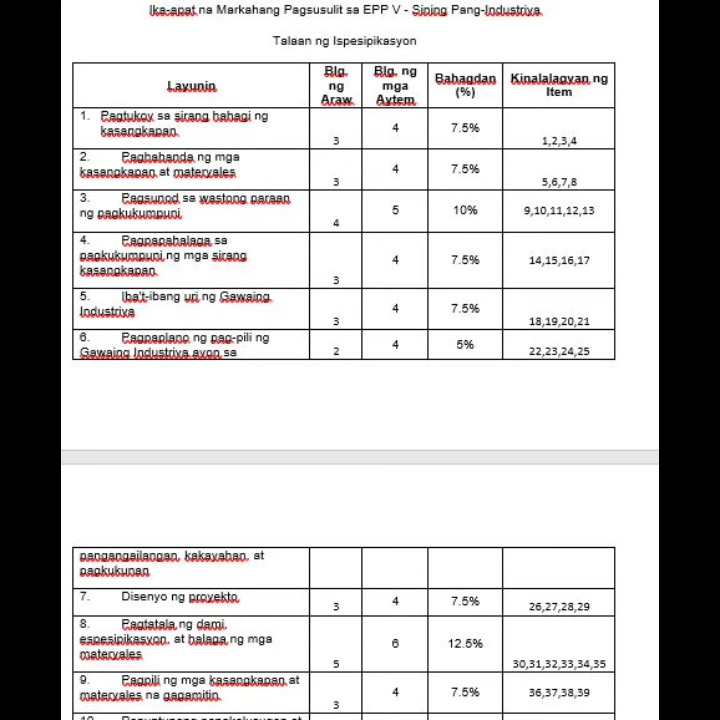 Ika-apat na Markahang Pagsusulit sa EPP V - Sining Pang-Industriya
Talaan ng Ispesipikasyon
Layunin
Blg. ng Araw
Blg. ng mga Aytem
Bahagdan (%)
Kinalalagyan ng Item
1. Pagtukoy sa sirang bahagi ng
kasangkapan
3
4
7.5%
1,2,3,4
2. Paghahanda ng mga
kasangkapan at materyales
3
4
7.5%
5,6,7,8
3. Pagsunod sa wastong paraan
ng pagkukumpuni
4
5
10%
9,10,11,12,13
4. Pagpapahalaga sa
pagkukumpuni ng mga sirang
kasangkapan
3
4
7.5%
14,15,16,17
5. Iba't-ibang uri ng Gawaing
Industriya
3
4
7.5%
18,19,20,21
6. Pagpaplano ng pag-pili ng
Gawaing Industriya ayon sa
2
4
5%
22,23,24,25
pangangailangan, kakayahan, at
pagkukunan
7. Disenyo ng proyekto
3
4
7.5%
26,27,28,29
8. Pagtatala ng dami,
espesipikasyon, at halaga ng mga
materyales
5
6
12.5%
30,31,32,33,34,35
9. Pagpili ng mga kasangkapan at
materyales na gagamitin
3
4
7.5%
36,37,38,39